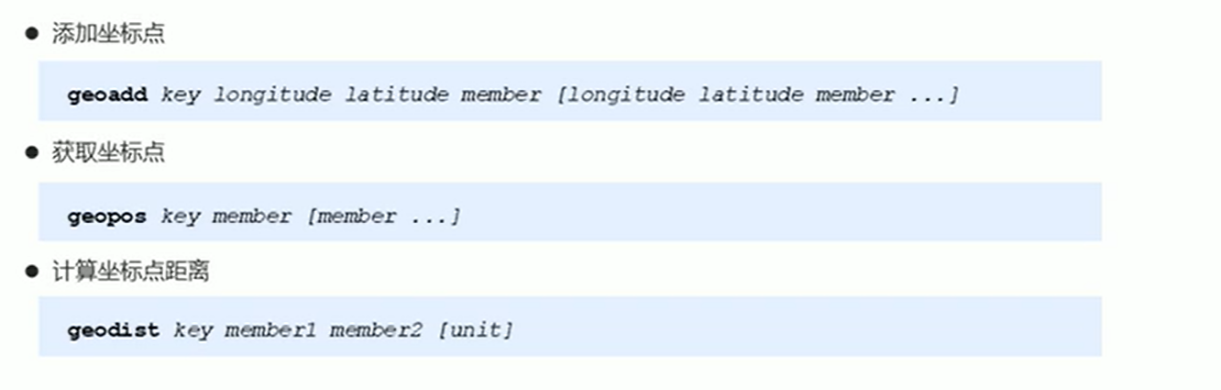 ● 添加坐标点
geoadd key longitude latitude member [longitude latitude member ...]
● 获取坐标点
geopos key member [member ...]
● 计算坐标点距离
geodist key member1 member2 [unit]